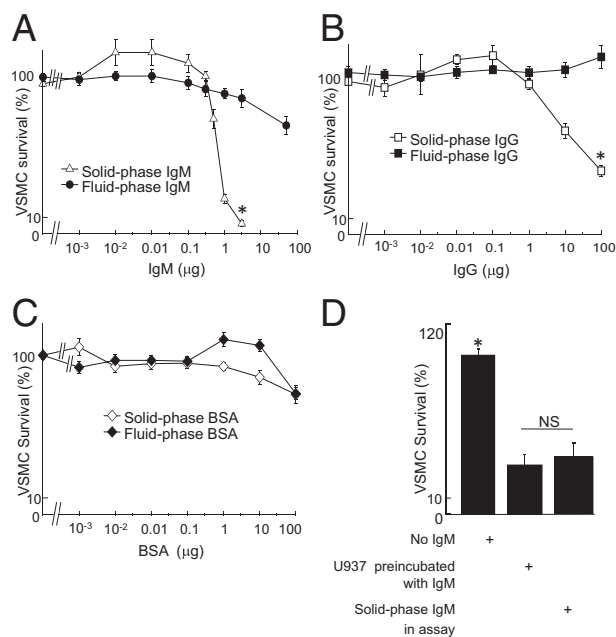 A
VSMC survival (%)
100
10
0
Solid-phase IgM
Fluid-phase IgM
*
10-3 10-2 0.01 0.1 1 10 100
IgM (µg)
B
VSMC survival (%)
100
10
0
Solid-phase IgG
Fluid-phase IgG
*
10-3 10-2 0.01 0.1 1 10 100
IgG (µg)
C
VSMC survival (%)
100
10
0
Solid-phase BSA
Fluid-phase BSA
10-3 10-2 0.01 0.1 1 10 100
BSA (µg)
D
VSMC Survival (%)
120
10
0
*
NS
No IgM +
U937 preincubated +
with IgM
Solid-phase IgM +
in assay